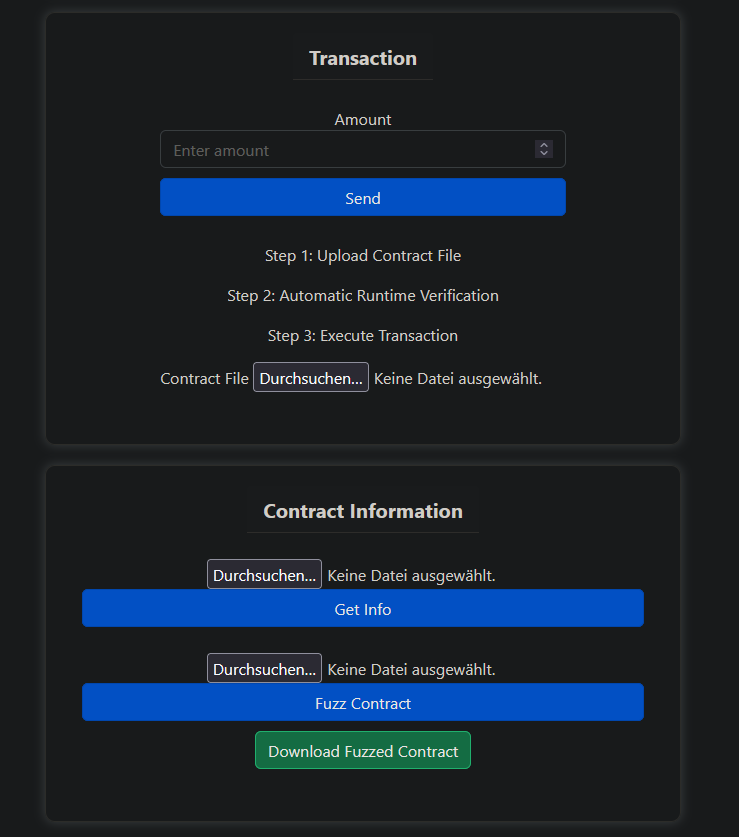 Transaction
Amount
Enter amount
Send
Step 1: Upload Contract File
Step 2: Automatic Runtime Verification
Step 3: Execute Transaction
Contract File Durchsuchen... Keine Datei ausgewählt.
Contract Information
Durchsuchen... Keine Datei ausgewählt.
Get Info
Durchsuchen... Keine Datei ausgewählt.
Fuzz Contract
Download Fuzzed Contract